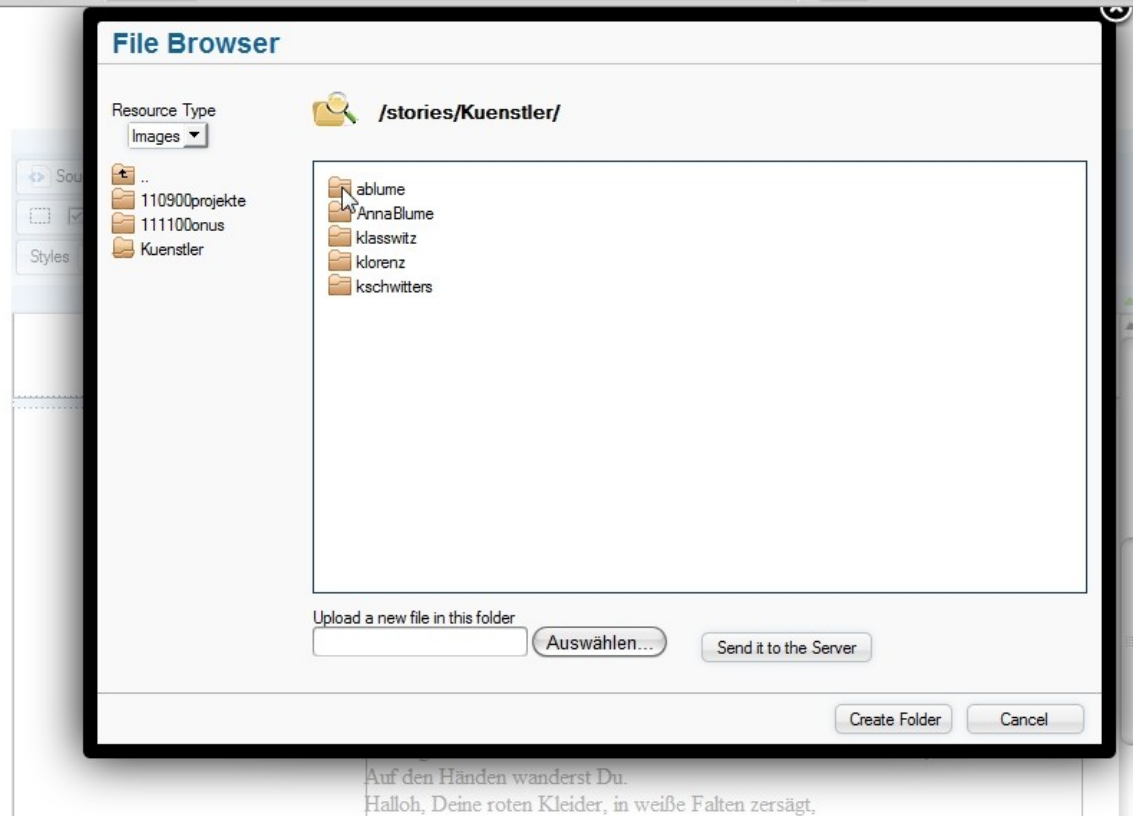 File Browser
Resource Type
Images
..
110900projekte
111100onus
Kuenstler
/stories/Kuenstler/
ablume
AnnaBlume
klasswitz
klorenz
kschwitters
Upload a new file in this folder
Auswählen...
Send it to the Server
Create Folder
Cancel
Sou
Styles
Auf den Händen wanderst Du.
Halloh, Deine roten Kleider, in weiße Falten zersägt,